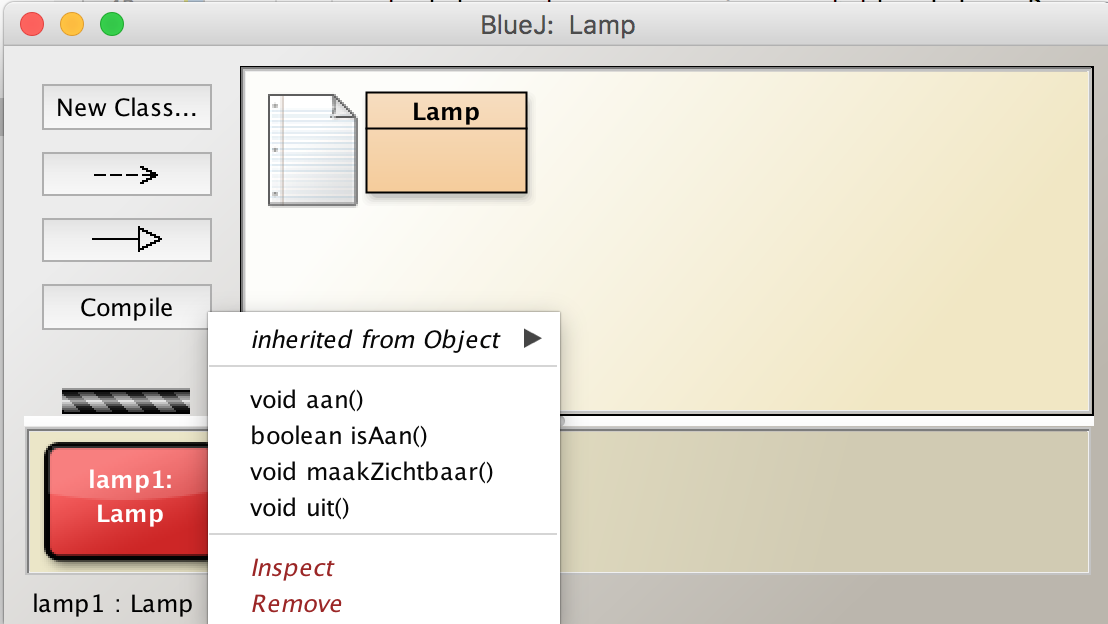 BlueJ:  Lamp
New Class...
Lamp
Compile
inherited from Object
void aan()
boolean isAan()
void maakZichtbaar()
void uit()
Inspect
Remove
lamp1:
Lamp
lamp1 : Lamp